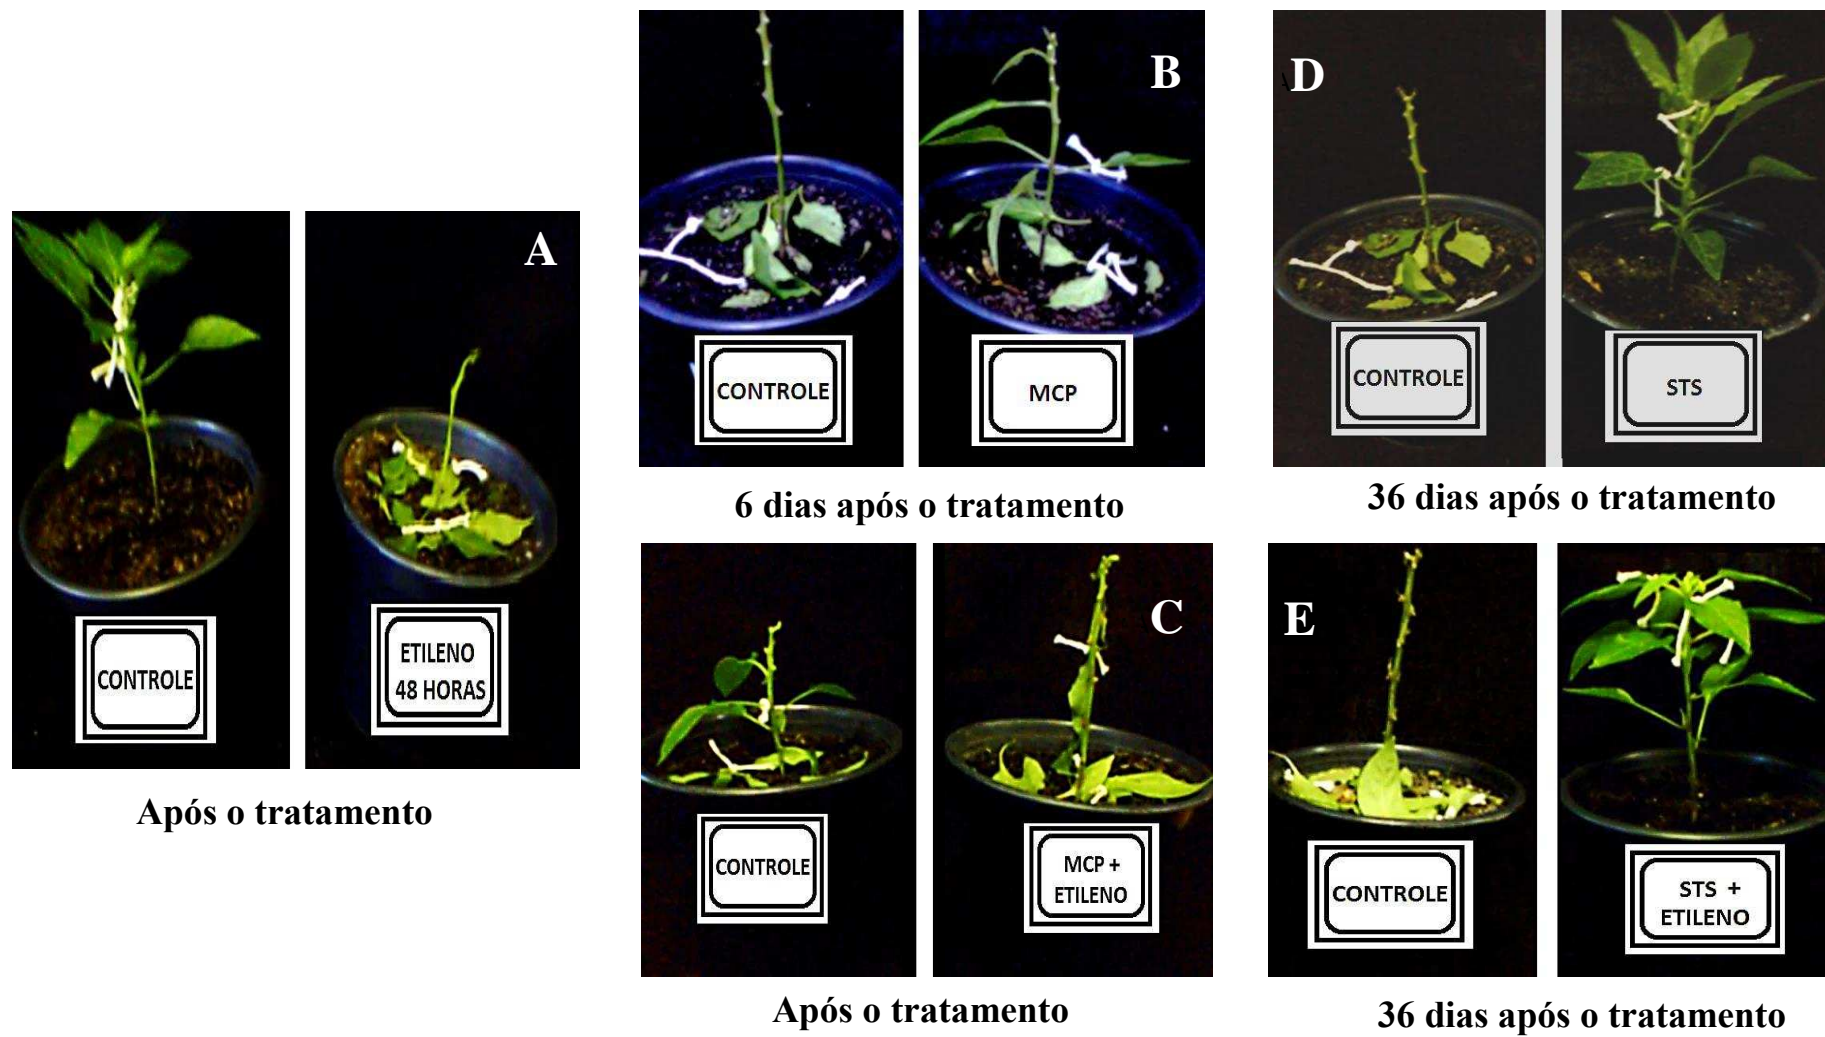 A
CONTROLE
ETILENO
48 HORAS
Após o tratamento
B
CONTROLE
MCP
6 dias após o tratamento
C
CONTROLE
MCP +
ETILENO
Após o tratamento
D
CONTROLE
STS
36 dias após o tratamento
E
CONTROLE
STS +
ETILENO
36 dias após o tratamento